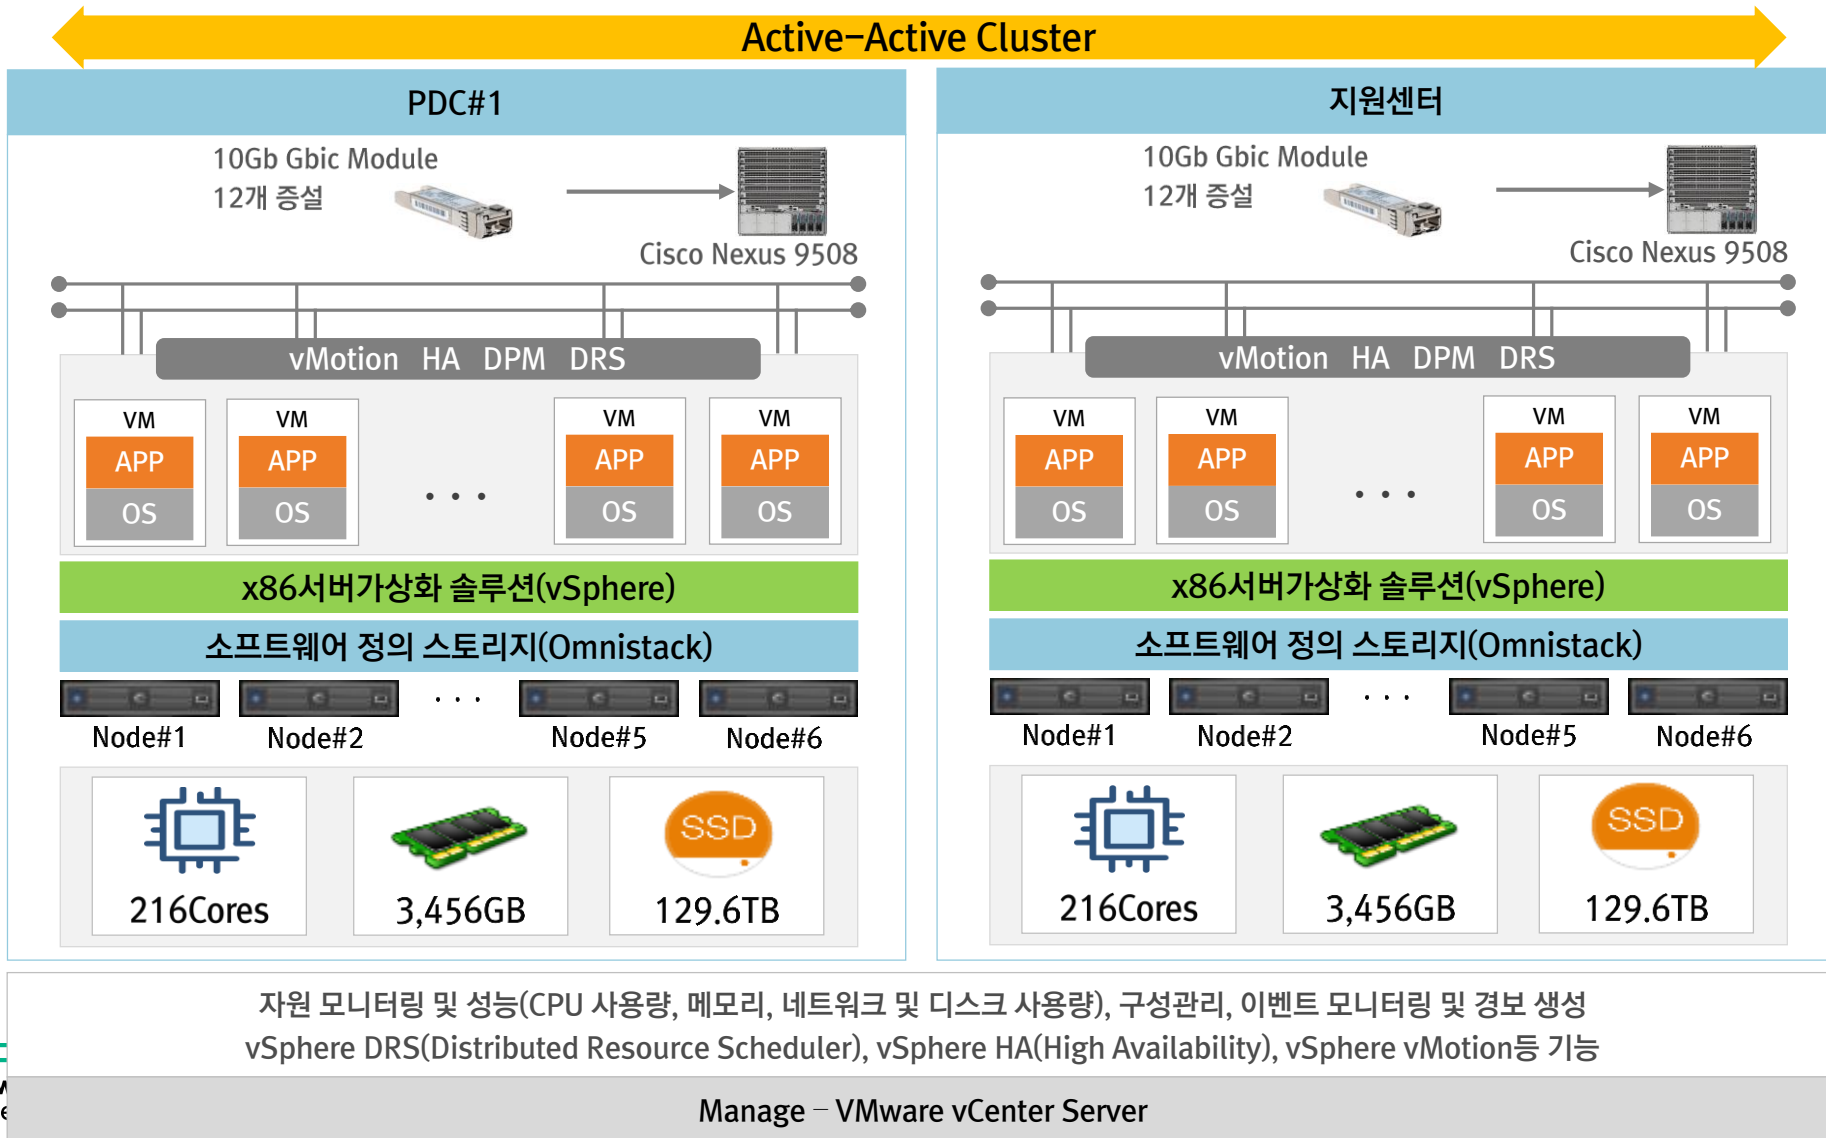 Active-Active Cluster
PDC#1
10Gb Gbic Module
12개 증설
Cisco Nexus 9508
vMotion HA DPM DRS
VM
APP
OS
VM
APP
OS
. . .
VM
APP
OS
VM
APP
OS
x86서버가상화 솔루션(vSphere)
소프트웨어 정의 스토리지(Omnistack)
. . .
Node#1
Node#2
Node#5
Node#6
SSD
216Cores
3,456GB
129.6TB
지원센터
10Gb Gbic Module
12개 증설
Cisco Nexus 9508
vMotion HA DPM DRS
VM
APP
OS
VM
APP
OS
. . .
VM
APP
OS
VM
APP
OS
x86서버가상화 솔루션(vSphere)
소프트웨어 정의 스토리지(Omnistack)
. . .
Node#1
Node#2
Node#5
Node#6
SSD
216Cores
3,456GB
129.6TB
자원 모니터링 및 성능(CPU 사용량, 메모리, 네트워크 및 디스크 사용량), 구성관리, 이벤트 모니터링 및 경보 생성
vSphere DRS(Distributed Resource Scheduler), vSphere HA(High Availability), vSphere vMotion등 기능
Manage – VMware vCenter Server